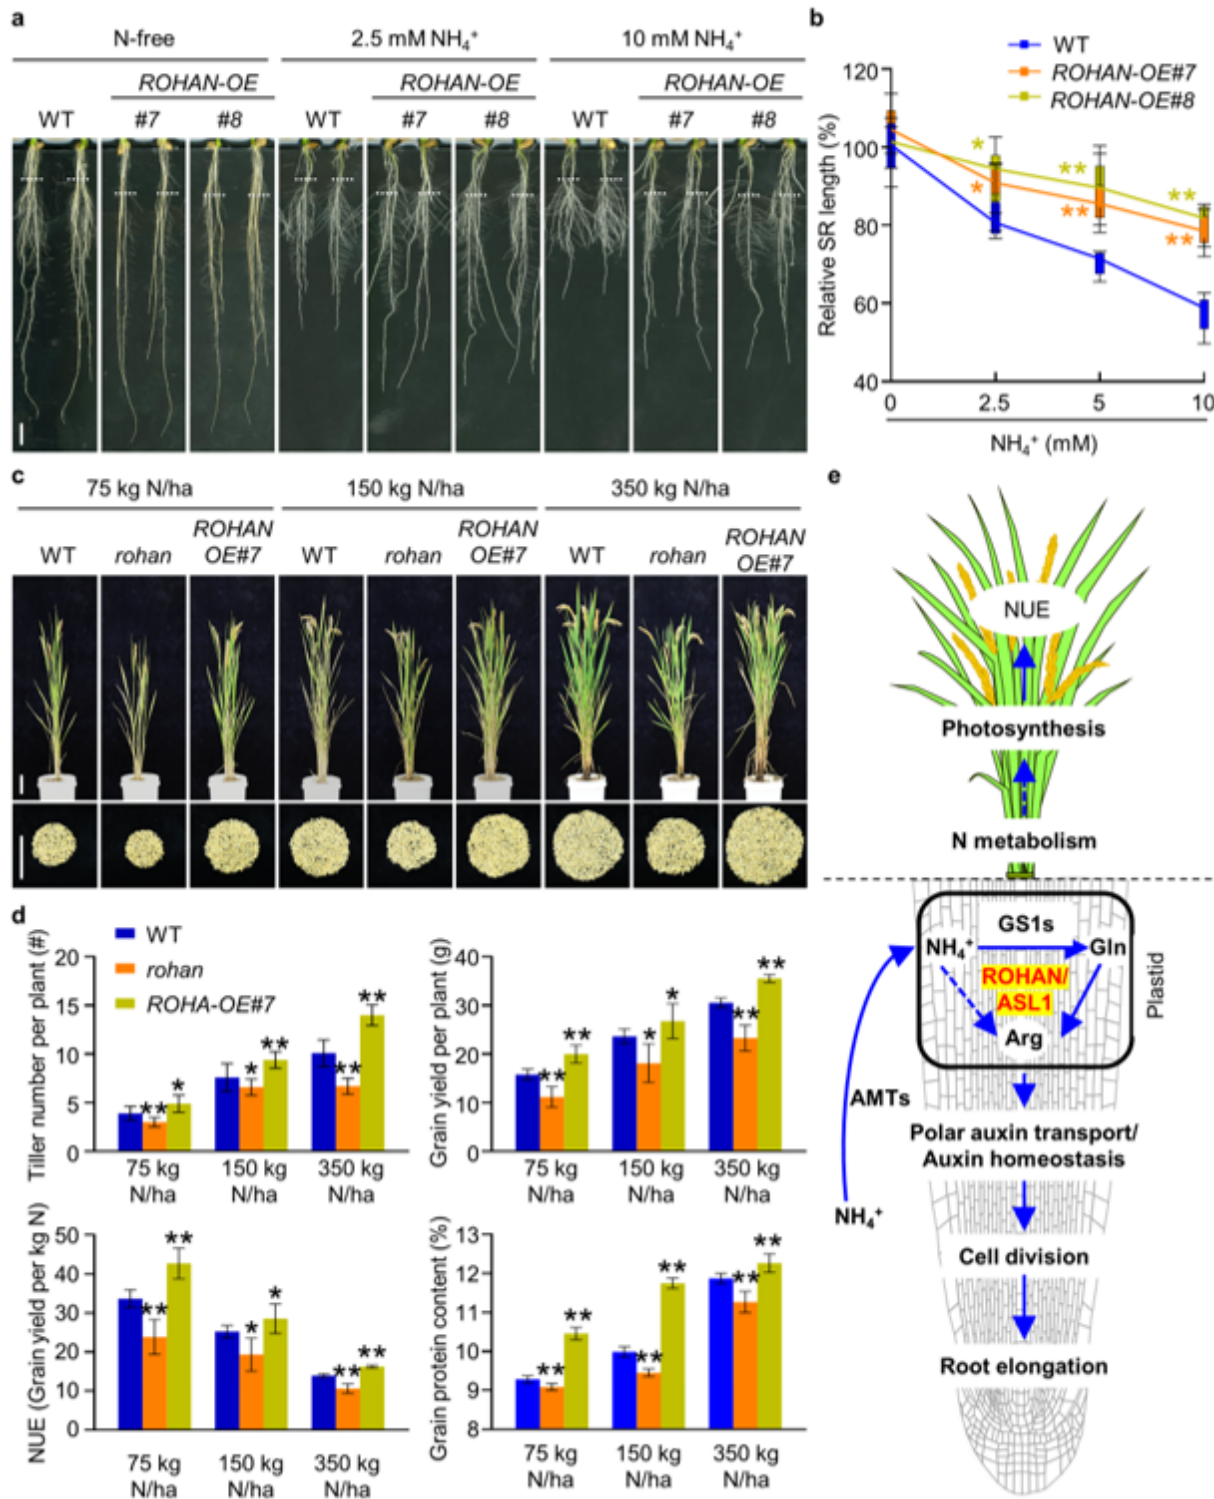 a
N-free
2.5 mM NH₄⁺
10 mM NH₄⁺
ROHAN-OE
ROHAN-OE
ROHAN-OE
WT
#7
#8
WT
#7
#8
WT
#7
#8
b
WT
ROHAN-OE#7
ROHAN-OE#8
Relative SR length (%)
120
100
80
60
40
*
*
**
**
**
**
0
2.5
5
10
NH₄⁺ (mM)
c
75 kg N/ha
150 kg N/ha
350 kg N/ha
WT
rohan
ROHAN
OE#7
WT
rohan
ROHAN
OE#7
WT
rohan
ROHAN
OE#7
d
WT
rohan
ROHA-OE#7
Tiller number per plant (#)
20
15
10
5
0
**
*
*
**
**
**
75 kg
N/ha
150 kg
N/ha
350 kg
N/ha
Grain yield per plant (g)
40
30
20
10
0
**
**
*
*
**
**
75 kg
N/ha
150 kg
N/ha
350 kg
N/ha
NUE (Grain yield per kg N)
50
40
30
20
10
0
**
**
*
*
**
**
75 kg
N/ha
150 kg
N/ha
350 kg
N/ha
Grain protein content (%)
13
12
11
10
9
8
**
**
**
**
**
**
75 kg
N/ha
150 kg
N/ha
350 kg
N/ha
e
NUE
Photosynthesis
N metabolism
GS1s
NH₄⁺
Gln
ROHAN/
ASL1
Arg
Plastid
AMTs
Polar auxin transport/
Auxin homeostasis
NH₄⁺
Cell division
Root elongation